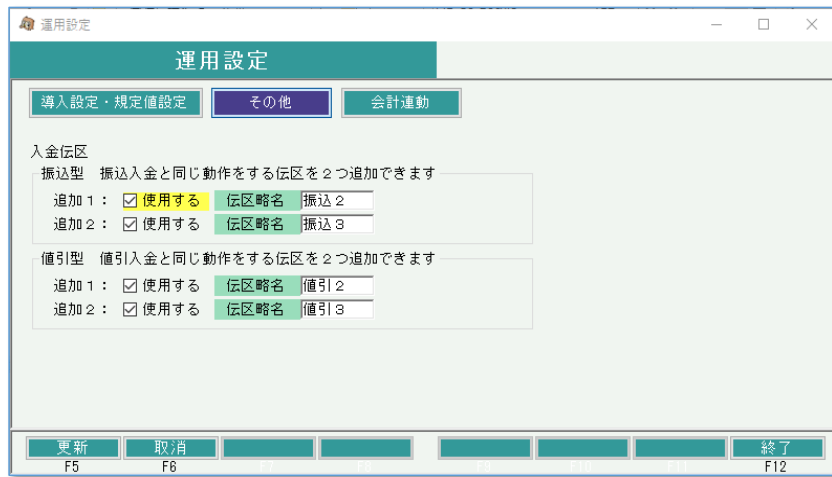 運用設定
運用設定
導入設定・規定値設定 その他 会計連動
入金伝区
振込型 振込入金と同じ動作をする伝区を２つ追加できます
追加１： 使用する 伝区略名 振込２
追加２： 使用する 伝区略名 振込３
値引型 値引入金と同じ動作をする伝区を２つ追加できます
追加１： 使用する 伝区略名 値引２
追加２： 使用する 伝区略名 値引３
更新 取消 終了
F5 F6 F7 F8 F9 F10 F11 F12